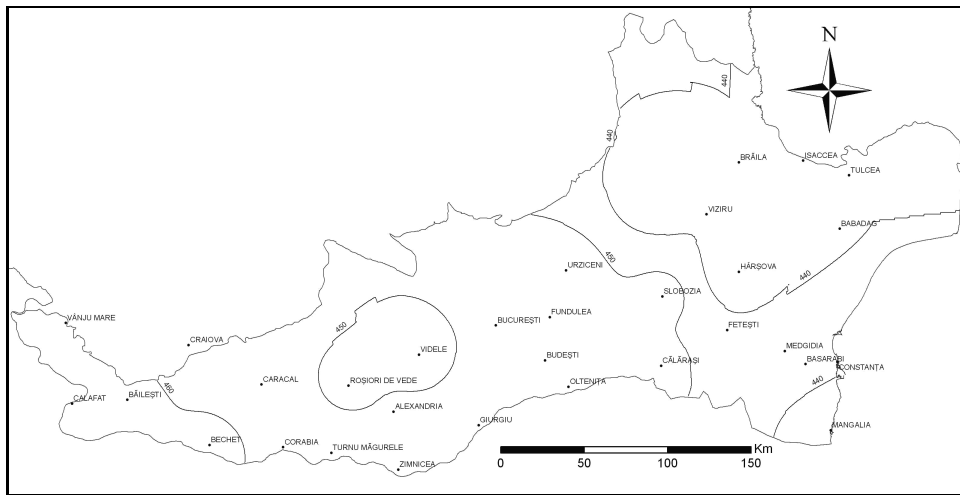 N
440
440
BRĂILA
ISACCEA
TULCEA
VIZIRU
BABADAG
450
URZICENI
HÂRȘOVA
440
SLOBOZIA
VÂNJU MARE
450
BUCUREȘTI
FUNDULEA
FETEȘTI
CRAIOVA
VIDELE
BUDEȘTI
CĂLĂRAȘI
MEDGIDIA
BASARABI
CONSTANȚA
CARACAL
ROȘIORI DE VEDE
OLTENIȚA
440
450
CALAFAT
BĂILEȘTI
ALEXANDRIA
GIURGIU
MANGALIA
BECHET
CORABIA
TURNU MĂGURELE
ZIMNICEA
Km
0 50 100 150